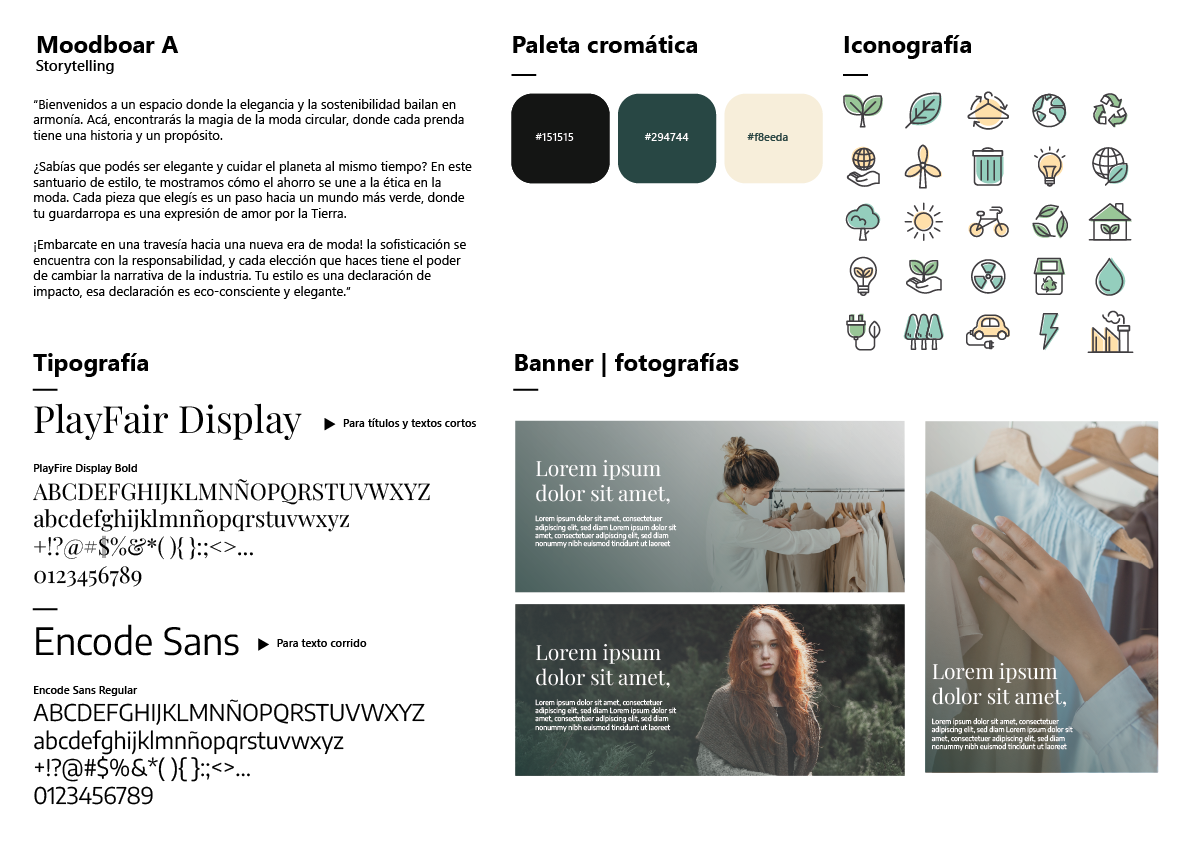 Moodboar A
Storytelling
“Bienvenidos a un espacio donde la elegancia y la sostenibilidad bailan en
armonía. Acá, encontrarás la magia de la moda circular, donde cada prenda
tiene una historia y un propósito.
¿Sabías que podés ser elegante y cuidar el planeta al mismo tiempo? En este
santuario de estilo, te mostramos cómo el ahorro se une a la ética en la
moda. Cada pieza que elegís es un paso hacia un mundo más verde, donde
tu guardarropa es una expresión de amor por la Tierra.
¡Embarcate en una travesía hacia una nueva era de moda! la sofisticación se
encuentra con la responsabilidad, y cada elección que haces tiene el poder
de cambiar la narrativa de la industria. Tu estilo es una declaración de
impacto, esa declaración es eco-consciente y elegante.”
Paleta cromática
#151515
#294744
#f8eeda
Iconografía
Tipografía
PlayFair Display
Para títulos y textos cortos
PlayFire Display Bold
ABCDEFGHIJKLMNÑOPQRSTUVWXYZ
abcdefghijklmnñopqrstuvwxyz
+!?@#$%&*( ){ }:;<>...
0123456789
Encode Sans
Para texto corrido
Encode Sans Regular
ABCDEFGHIJKLMNÑOPQRSTUVWXYZ
abcdefghijklmnñopqrstuvwxyz
+!?@#$%&*( ){ }:;<>...
0123456789
Banner | fotografías
Lorem ipsum
dolor sit amet,
Lorem ipsum dolor sit amet, consectetuer
adipiscing elit, sed diam Lorem ipsum dolor sit
amet, consectetuer adipiscing elit, sed diam
nonummy nibh euismod tincidunt ut laoreet
Lorem ipsum
dolor sit amet,
Lorem ipsum dolor sit amet, consectetuer
adipiscing elit, sed diam Lorem ipsum dolor sit
amet, consectetuer adipiscing elit, sed diam
nonummy nibh euismod tincidunt ut laoreet
Lorem ipsum
dolor sit amet,
Lorem ipsum dolor sit amet, consectetuer
adipiscing elit, sed diam Lorem ipsum dolor sit
amet, consectetuer adipiscing elit, sed diam
nonummy nibh euismod tincidunt ut laoreet